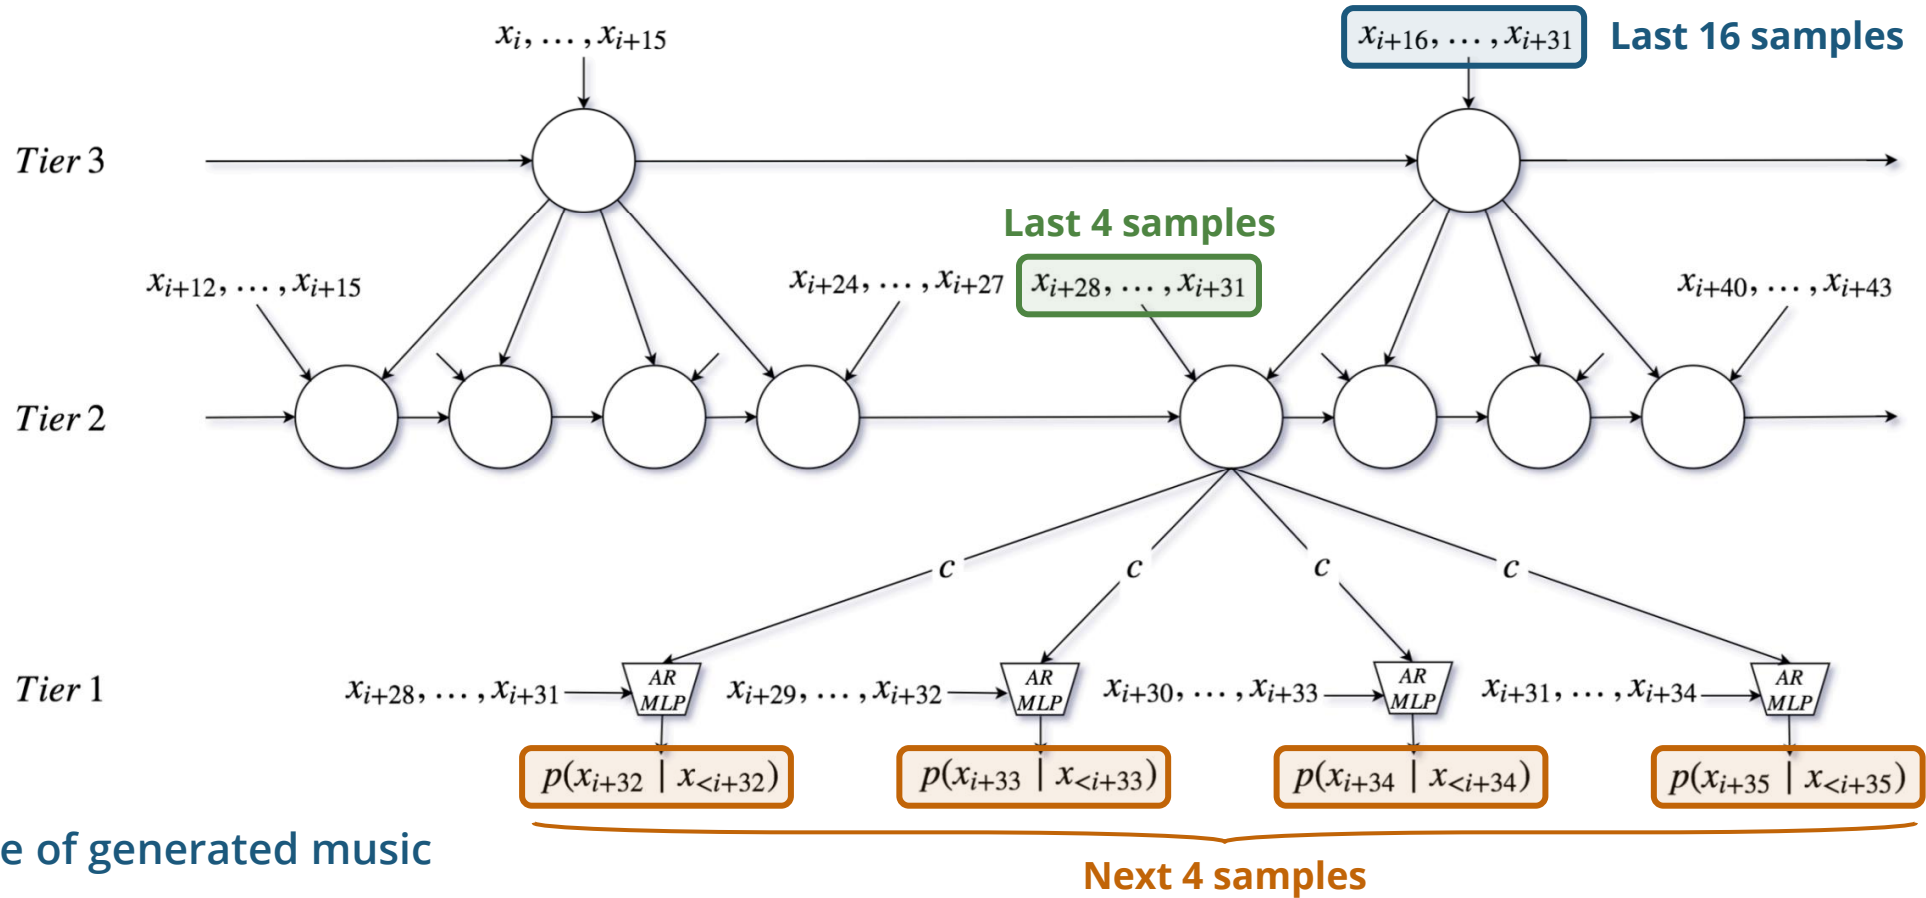 x_i, … , x_{i+15}
x_{i+16}, … , x_{i+31} Last 16 samples
Tier 3
Last 4 samples
x_{i+12}, … , x_{i+15} x_{i+24}, … , x_{i+27} x_{i+28}, … , x_{i+31} x_{i+40}, … , x_{i+43}
Tier 2
c c c c
Tier 1
x_{i+28}, … , x_{i+31} AR MLP x_{i+29}, … , x_{i+32} AR MLP x_{i+30}, … , x_{i+33} AR MLP x_{i+31}, … , x_{i+34} AR MLP
p(x_{i+32} | x_{<i+32}) p(x_{i+33} | x_{<i+33}) p(x_{i+34} | x_{<i+34}) p(x_{i+35} | x_{<i+35})
e of generated music
Next 4 samples